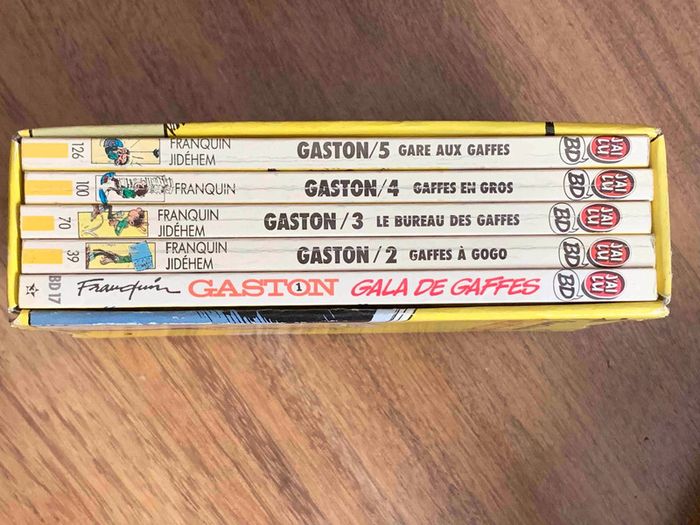 126 FRANQUIN JIDÉHEM GASTON/5 GARE AUX GAFFES BD J'AI LU
100 FRANQUIN GASTON/4 GAFFES EN GROS BD J'AI LU
70 FRANQUIN JIDÉHEM GASTON/3 LE BUREAU DES GAFFES BD J'AI LU
39 FRANQUIN JIDÉHEM GASTON/2 GAFFES À GOGO BD J'AI LU
BD 17 Franquin GASTON 1 GALA DE GAFFES BD J'AI LU